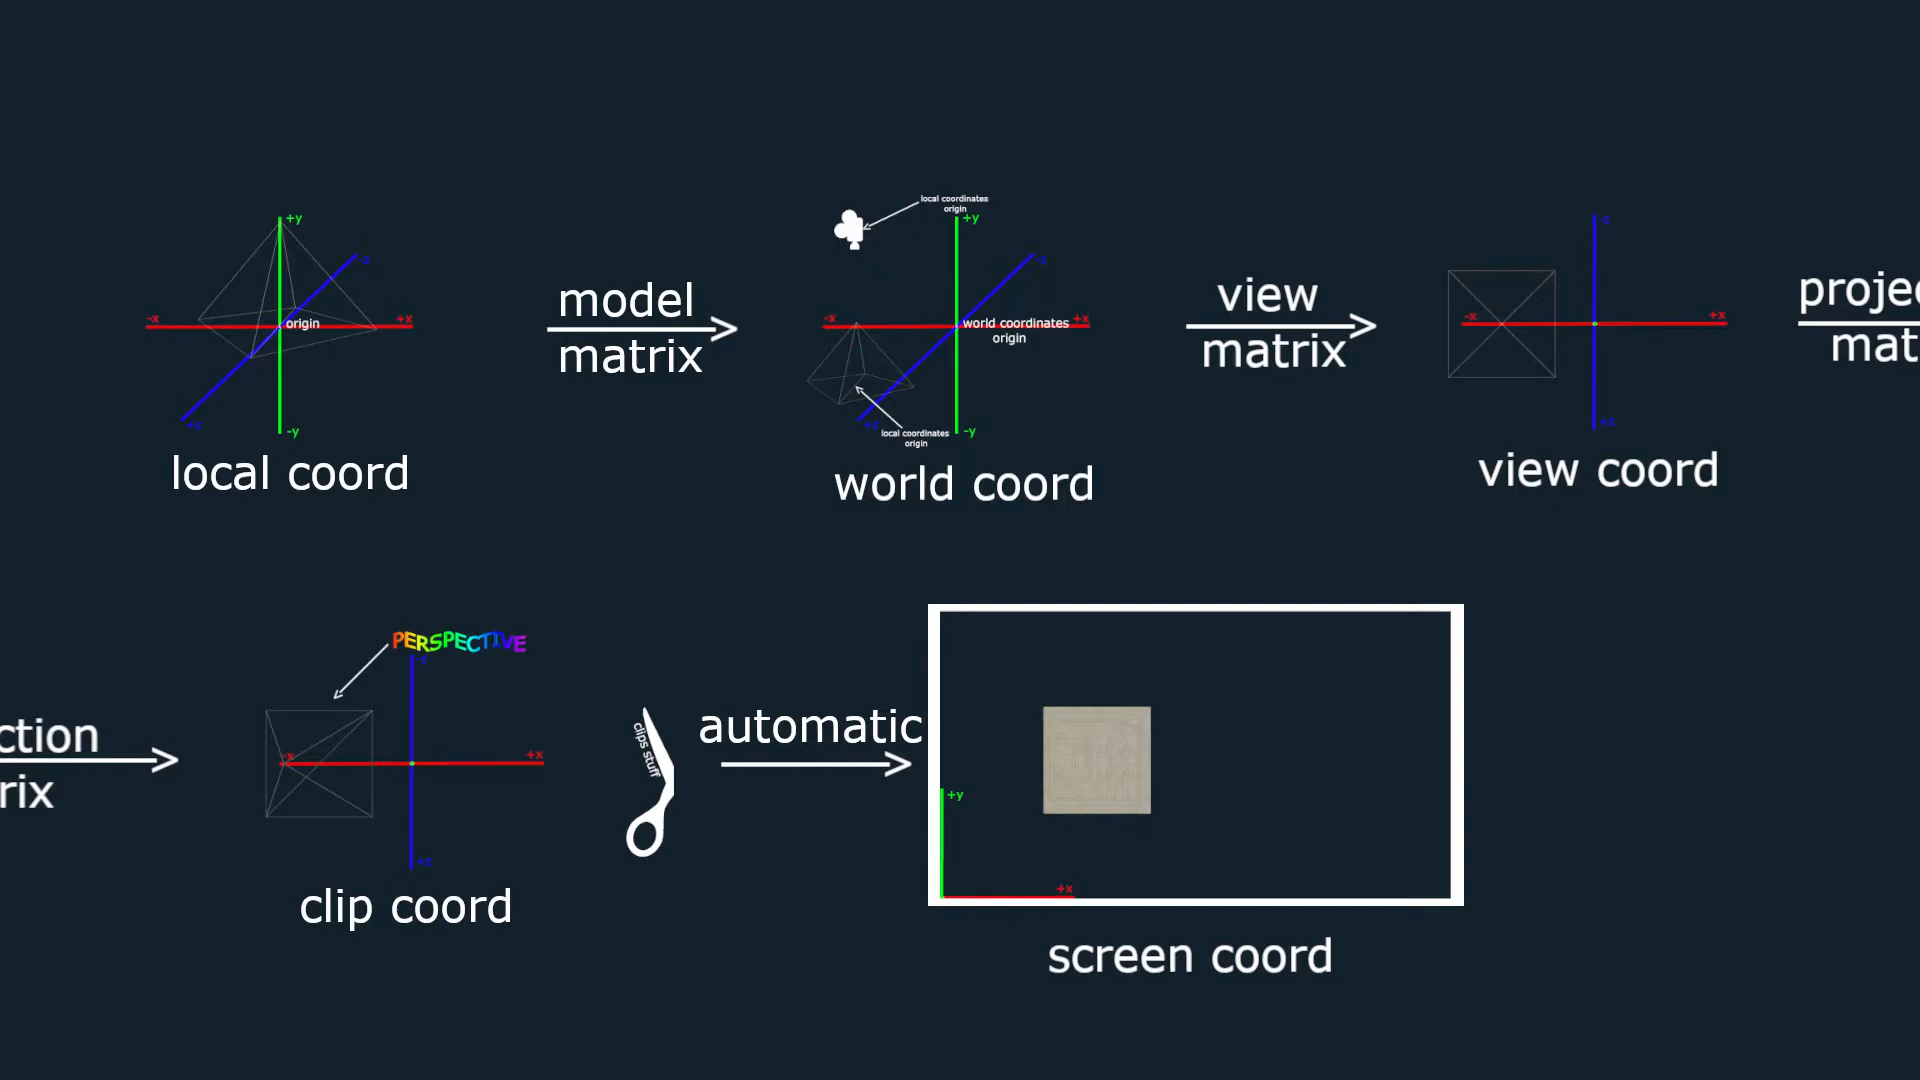 +y
-z
-x
+x
origin
+z
-y
local coord
model
matrix
local coordinates
origin
+y
-z
-x
+x
world coordinates
origin
+z
local coordinates
origin
-y
world coord
view
matrix
-z
-x
+x
+z
view coord
projec
mat
ction
rix
PERSPECTIVE
-z
-x
+x
+z
clip coord
clips stuff
automatic
+y
+x
screen coord